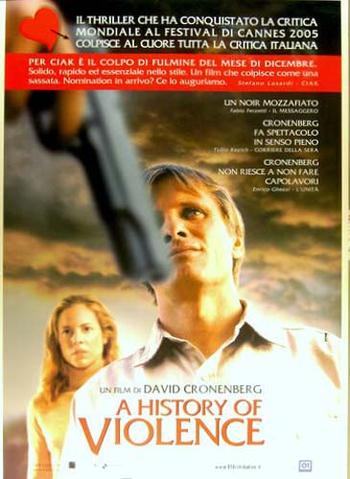 IL THRILLER CHE HA CONQUISTATO LA CRITICA
MONDIALE AL FESTIVAL DI CANNES 2005
COLPISCE AL CUORE TUTTA LA CRITICA ITALIANA
PER CIAK È IL COLPO DI FULMINE DEL MESE DI DICEMBRE.
Solido, rapido ed essenziale nello stile. Un film che colpisce come una
sassata. Nomination in arrivo? Ce lo auguriamo. Stefano Lusardi - CIAK
UN NOIR MOZZAFIATO
Fabio Ferzetti - IL MESSAGGERO
CRONENBERG
FA SPETTACOLO
IN SENSO PIENO
Tullio Kezich - CORRIERE DELLA SERA
CRONENBERG
NON RIESCE A NON FARE
CAPOLAVORI
Enrico Ghezzi - L'UNITÀ
UN FILM DI DAVID CRONENBERG
A HISTORY OF
VIOLENCE
01